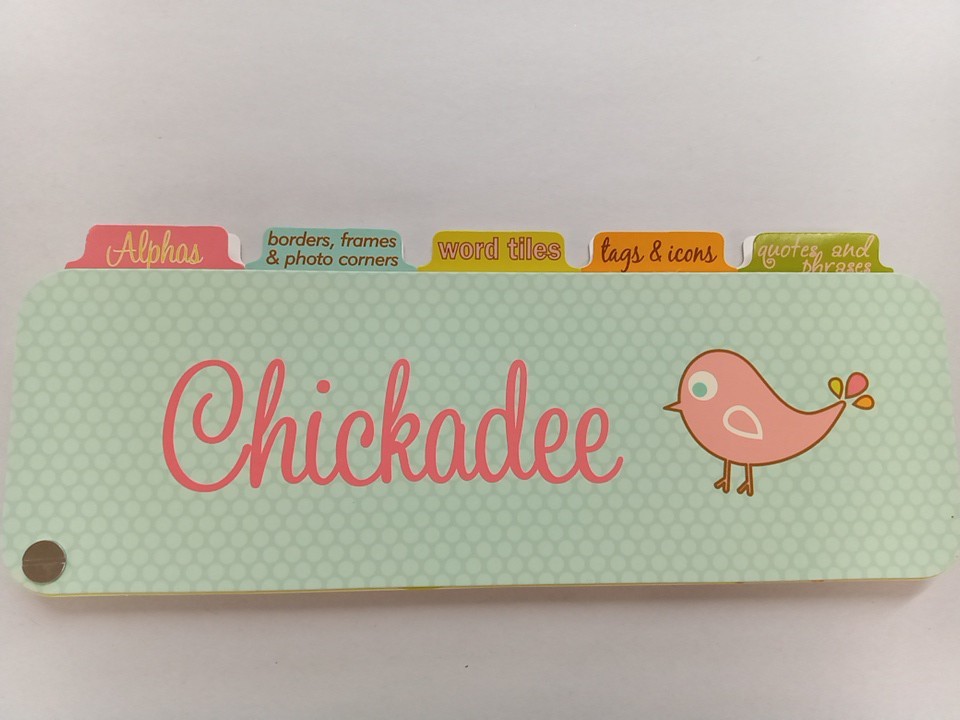 Alphas
borders, frames
& photo corners
word tiles
tags & icons
quotes and
phrases
Chickadee